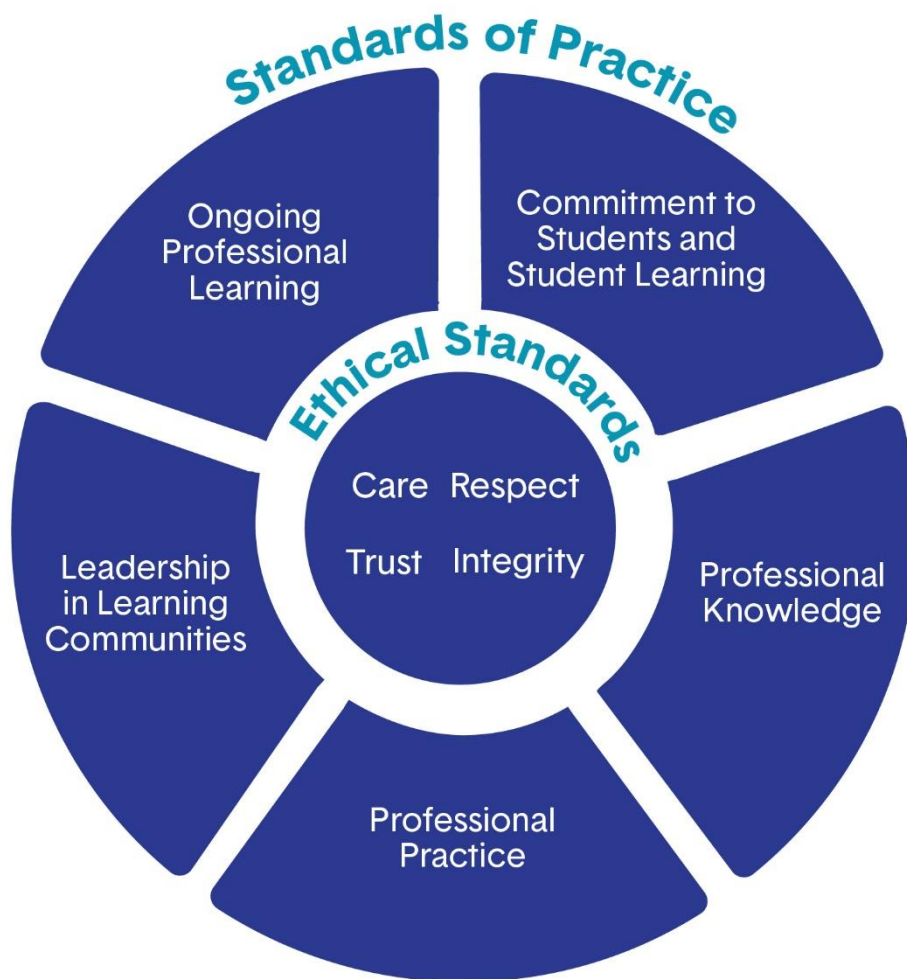 Standards of Practice
Ongoing
Professional
Learning
Commitment to
Students and
Student Learning
Ethical Standards
Care Respect
Trust Integrity
Leadership
in Learning
Communities
Professional
Knowledge
Professional
Practice